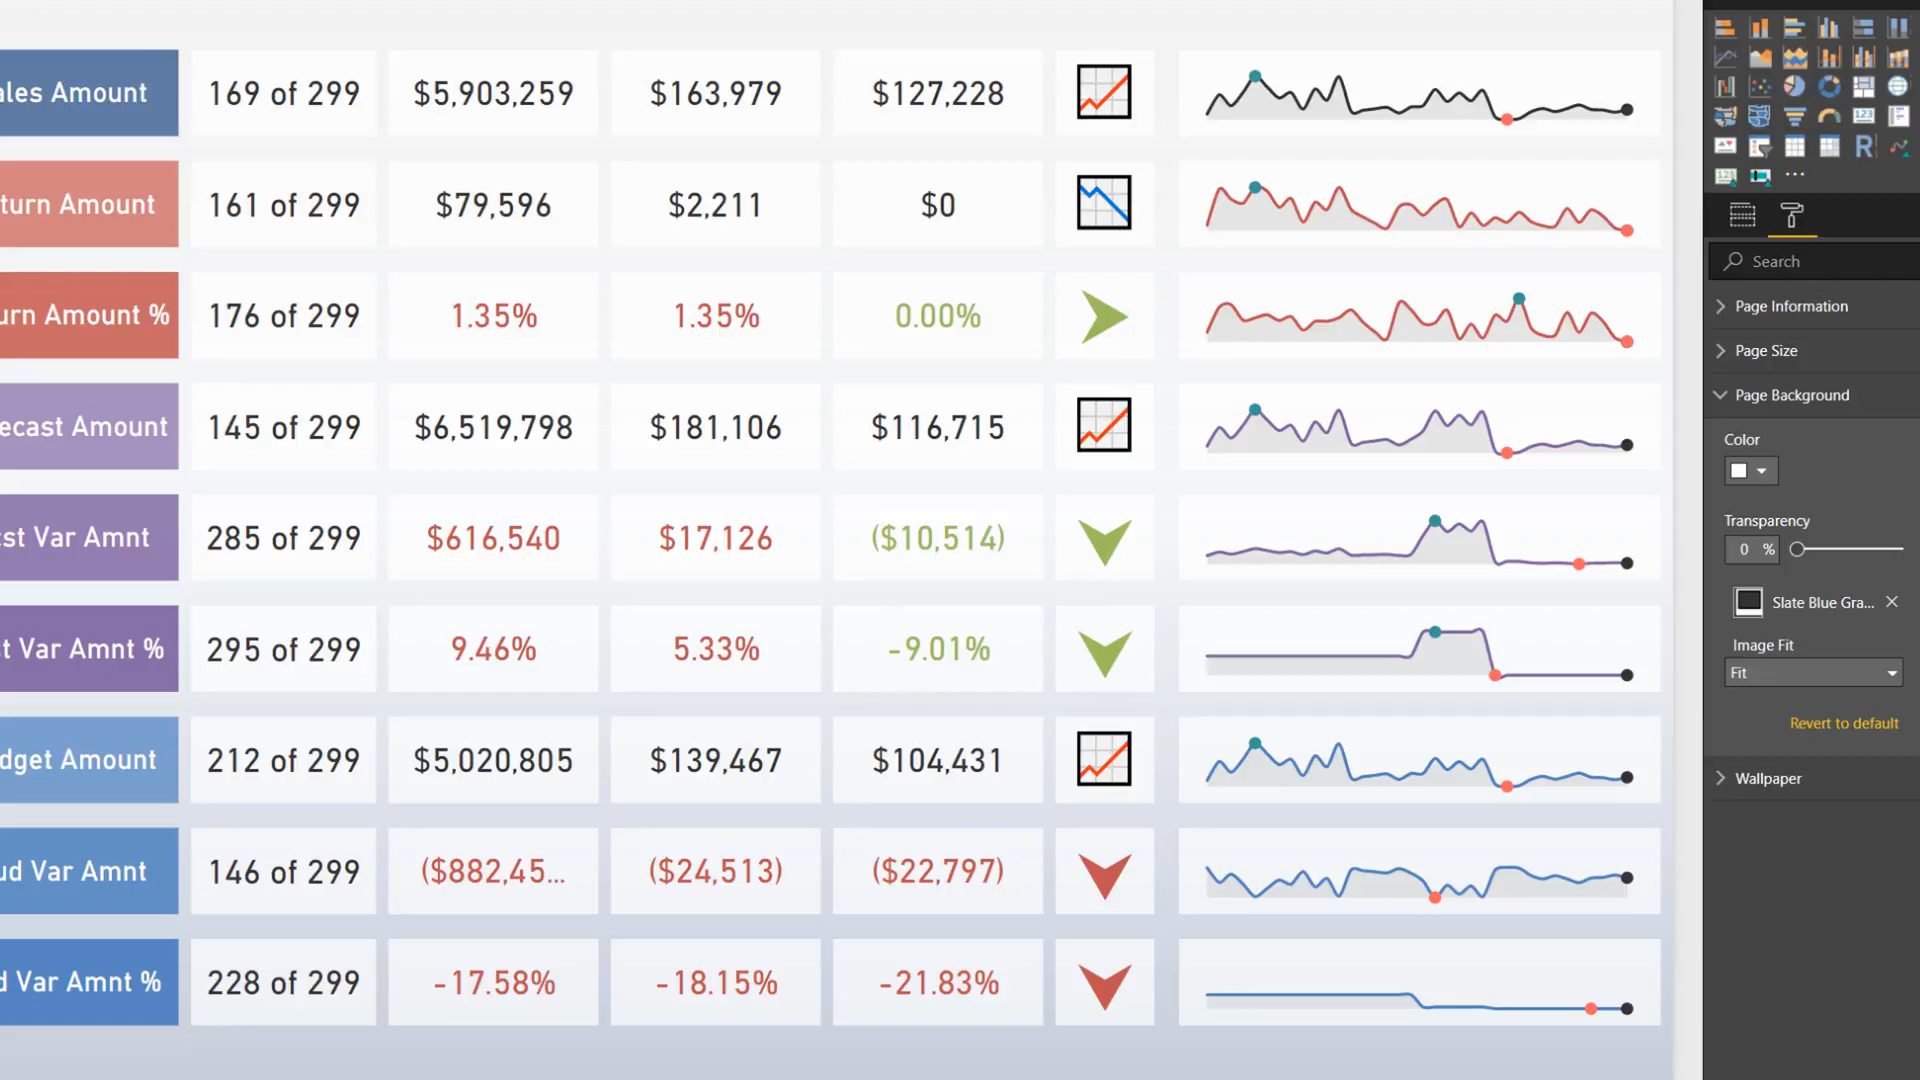 ales Amount 169 of 299 $5,903,259 $163,979 $127,228
turn Amount 161 of 299 $79,596 $2,211 $0
urn Amount % 176 of 299 1.35% 1.35% 0.00%
ecast Amount 145 of 299 $6,519,798 $181,106 $116,715
st Var Amnt 285 of 299 $616,540 $17,126 ($10,514)
t Var Amnt % 295 of 299 9.46% 5.33% -9.01%
dget Amount 212 of 299 $5,020,805 $139,467 $104,431
ud Var Amnt 146 of 299 ($882,45... ($24,513) ($22,797)
d Var Amnt % 228 of 299 -17.58% -18.15% -21.83%
123
R
...
Search
Page Information
Page Size
Page Background
Color
Transparency
0 %
Slate Blue Gra...
Image Fit
Fit
Revert to default
Wallpaper